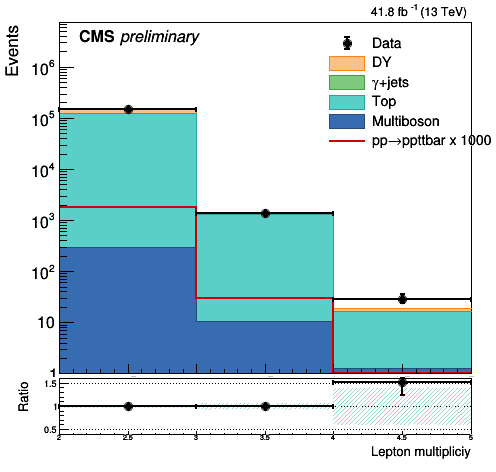 41.8 fb⁻¹ (13 TeV)
Events
CMS preliminary
Data
DY
γ+jets
Top
Multiboson
pp→ppttbar x 1000
10⁶
10⁵
10⁴
10³
10²
10
1
Ratio
1.5
1
0.5
2 2.5 3 3.5 4 4.5 5
Lepton multipliciy